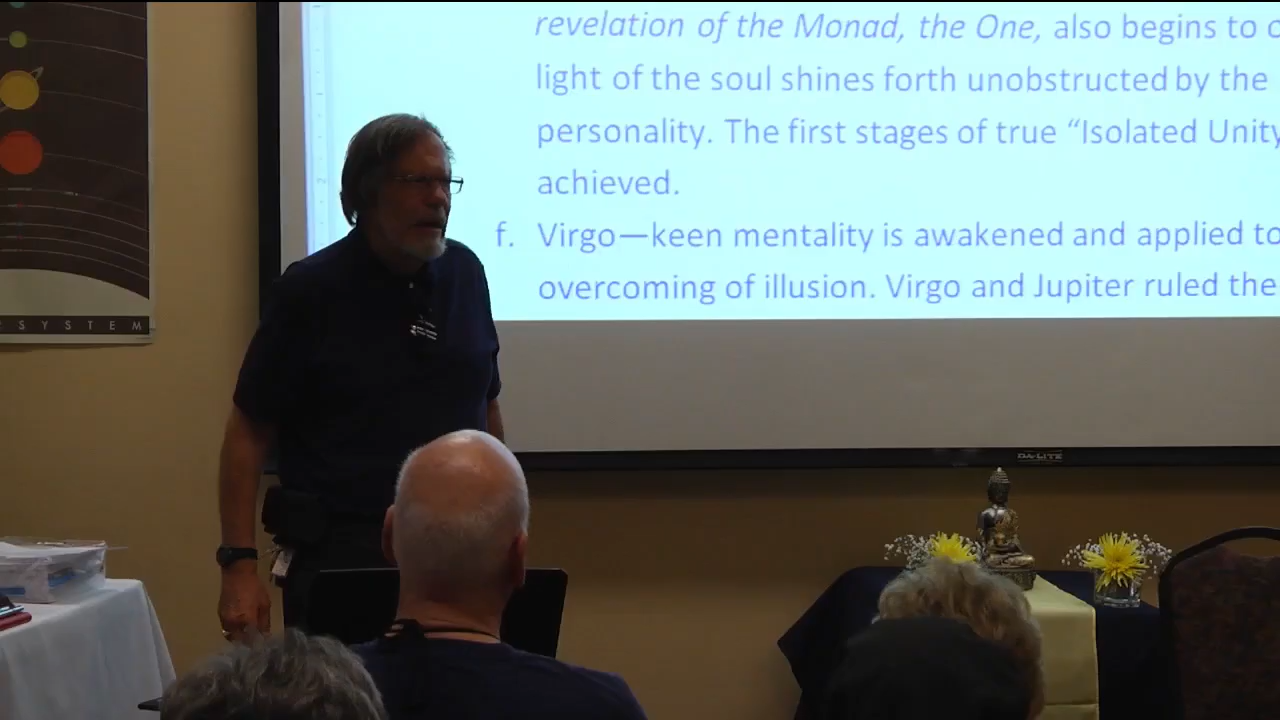 revelation of the Monad, the One, also begins to
light of the soul shines forth unobstructed by the
personality. The first stages of true “Isolated Unity
achieved.
f. Virgo—keen mentality is awakened and applied to
overcoming of illusion. Virgo and Jupiter ruled the
SYSTEM
DA-LITE